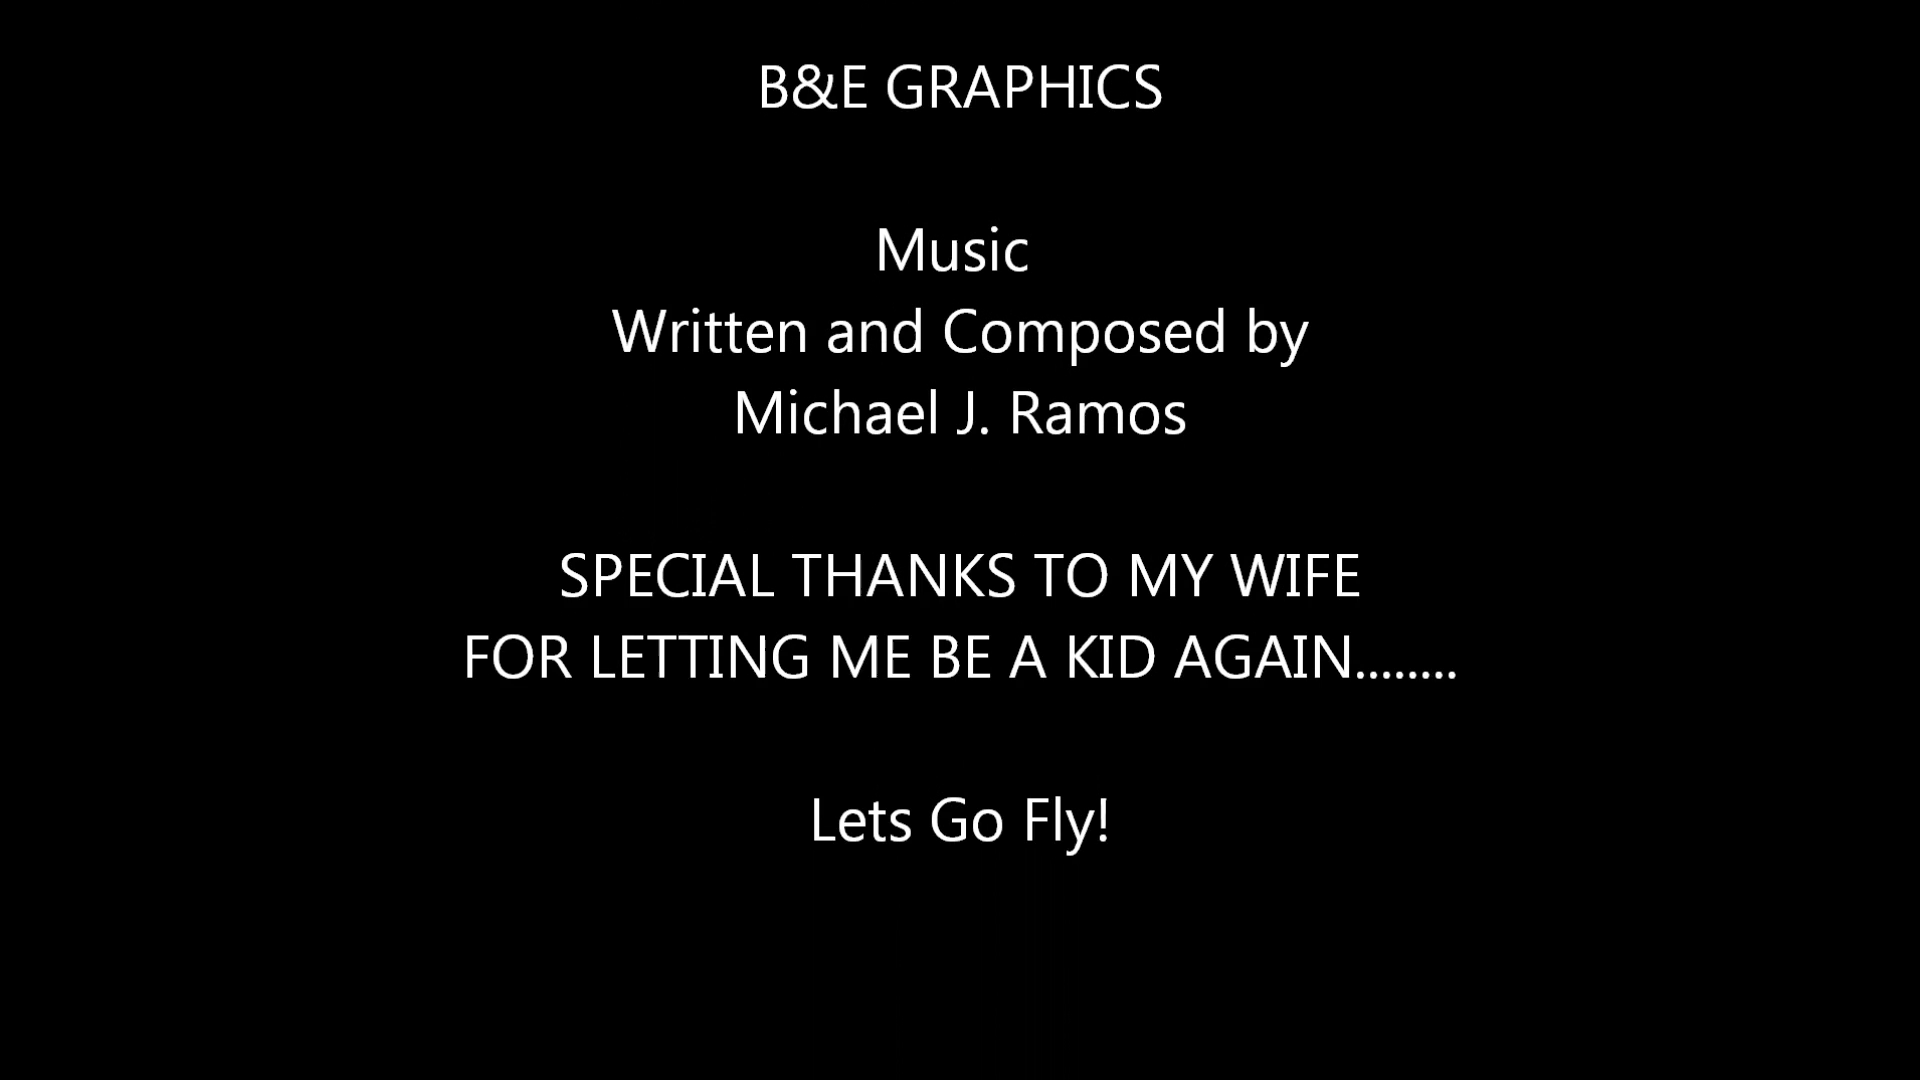 B&E GRAPHICS
Music
Written and Composed by
Michael J. Ramos
SPECIAL THANKS TO MY WIFE
FOR LETTING ME BE A KID AGAIN........
Lets Go Fly!